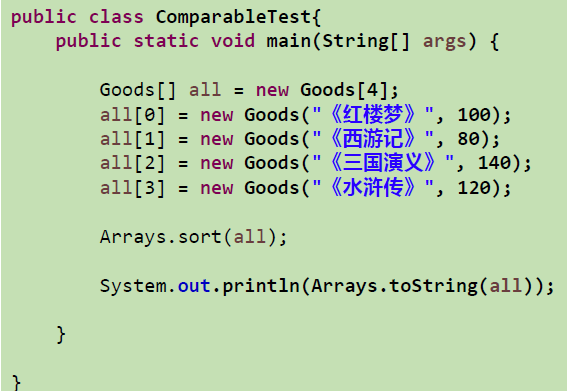 public class ComparableTest{
    public static void main(String[] args) {
        Goods[] all = new Goods[4];
        all[0] = new Goods("《红楼梦》", 100);
        all[1] = new Goods("《西游记》", 80);
        all[2] = new Goods("《三国演义》", 140);
        all[3] = new Goods("《水浒传》", 120);
        Arrays.sort(all);
        System.out.println(Arrays.toString(all));
    }
}